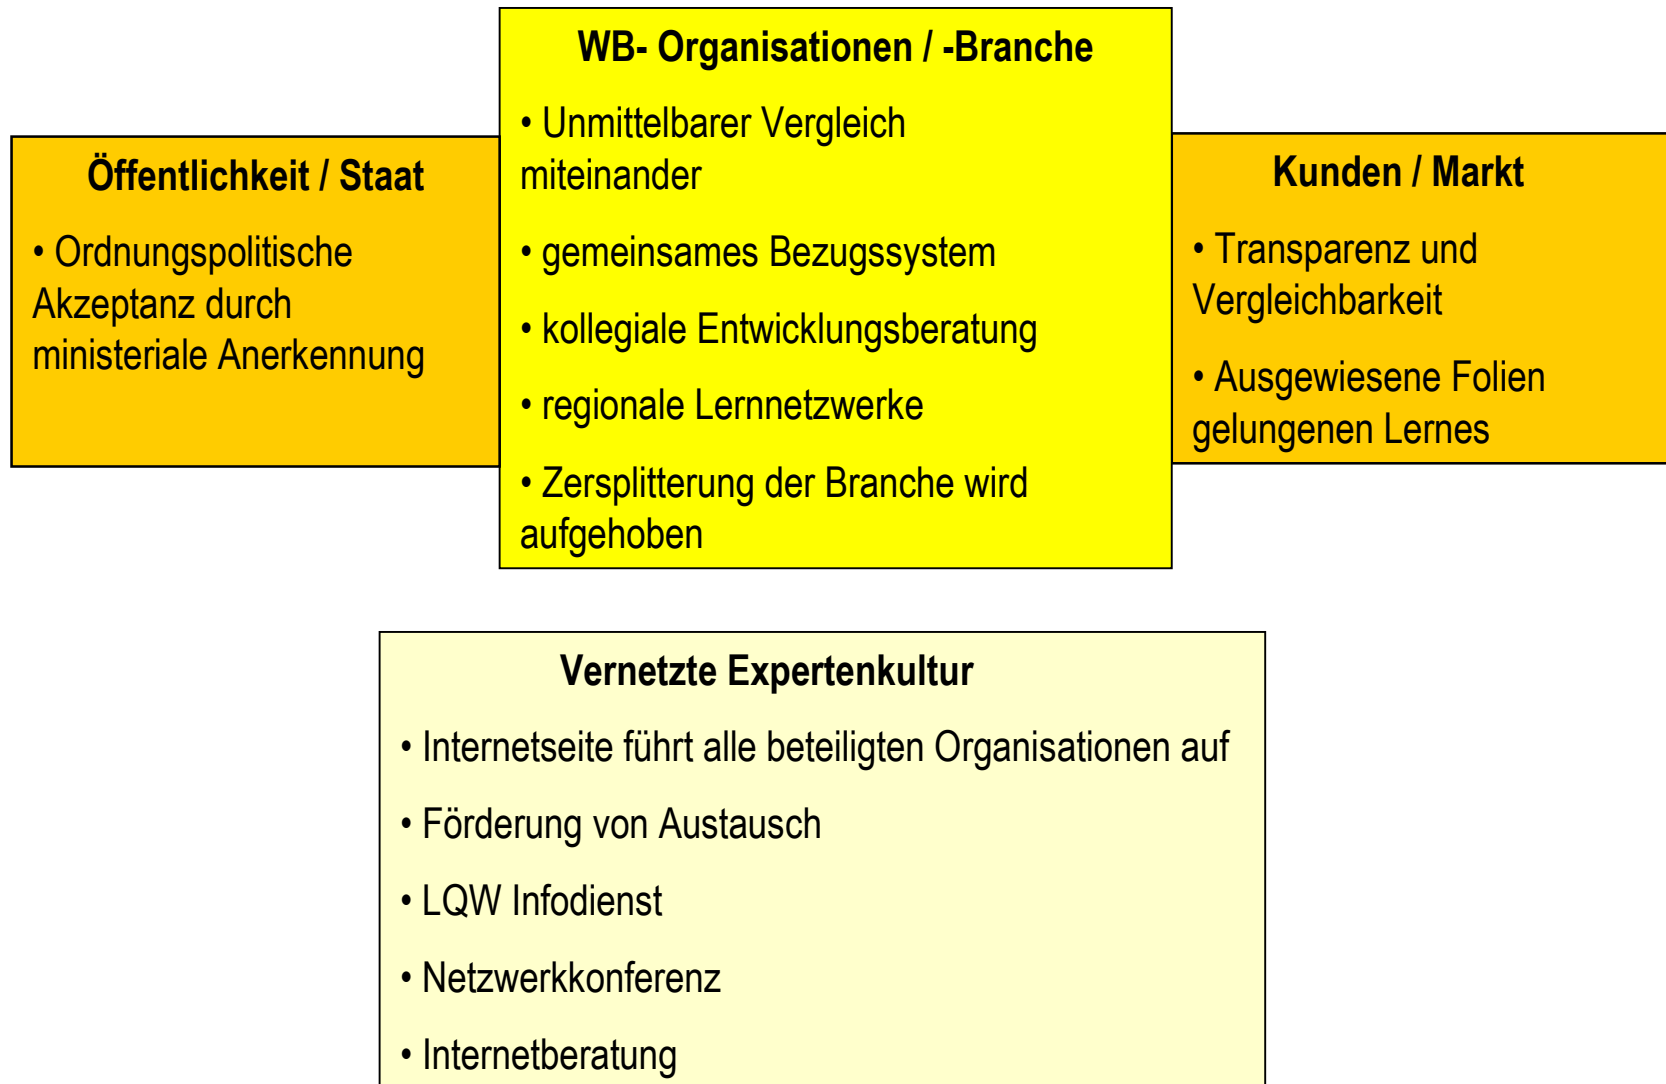 Öffentlichkeit / Staat
• Ordnungspolitische
Akzeptanz durch
ministeriale Anerkennung
WB- Organisationen / -Branche
• Unmittelbarer Vergleich
miteinander
• gemeinsames Bezugssystem
• kollegiale Entwicklungsberatung
• regionale Lernnetzwerke
• Zersplitterung der Branche wird
aufgehoben
Kunden / Markt
• Transparenz und
Vergleichbarkeit
• Ausgewiesene Folien
gelungenen Lernes
Vernetzte Expertenkultur
• Internetseite führt alle beteiligten Organisationen auf
• Förderung von Austausch
• LQW Infodienst
• Netzwerkkonferenz
• Internetberatung